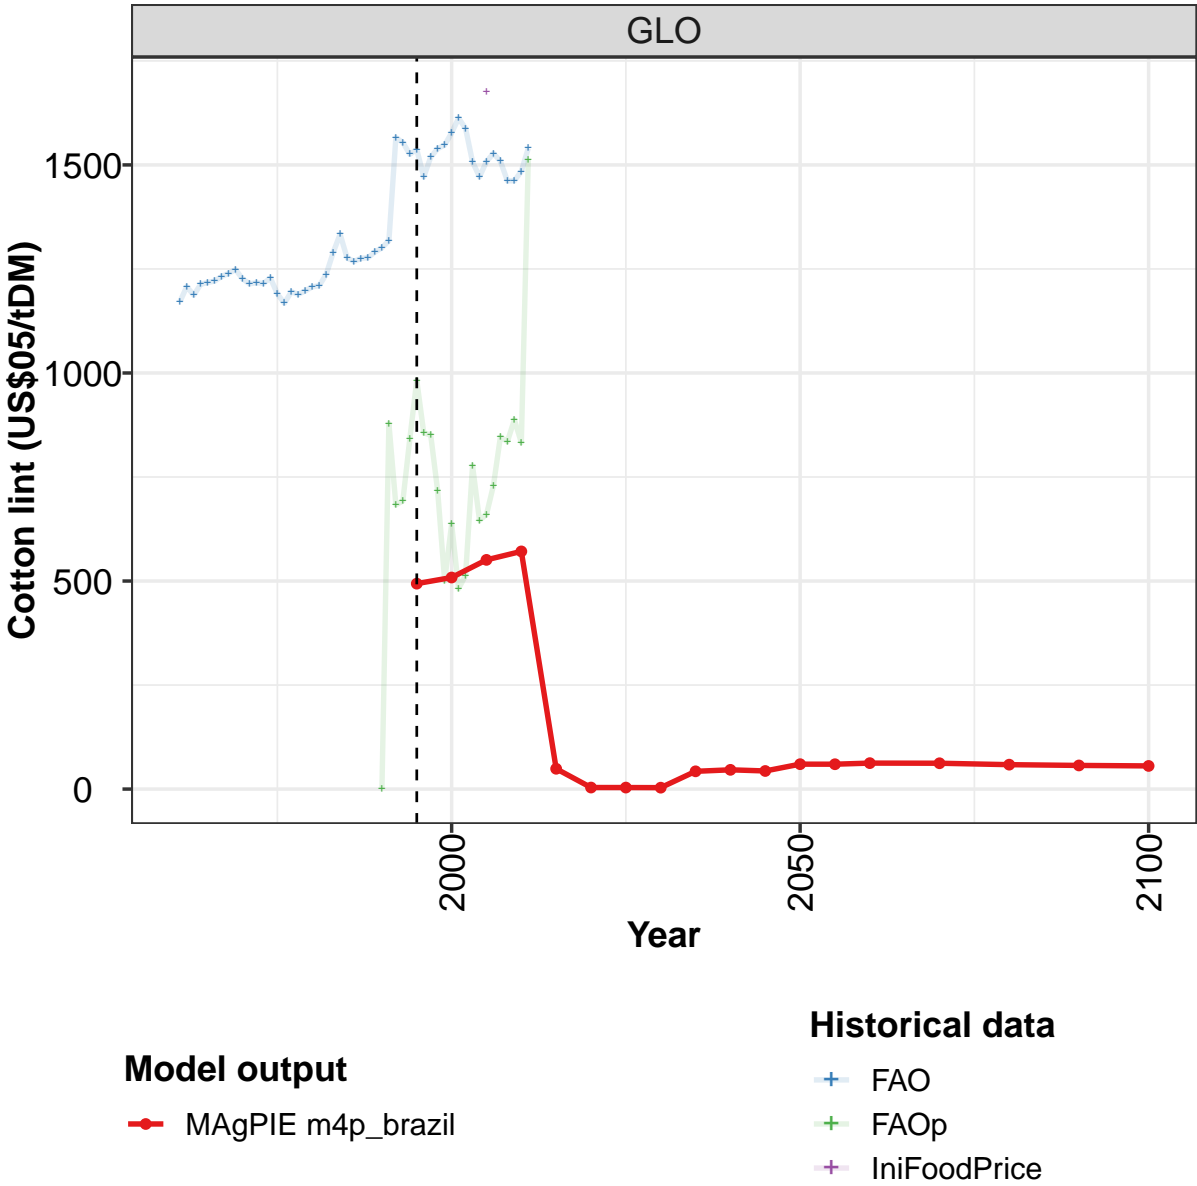 GLO
Cotton lint (US$05/tDM)
1500
1000
500
0
2000
2050
2100
Year
Model output
MAgPIE m4p_brazil
Historical data
FAO
FAOp
IniFoodPrice